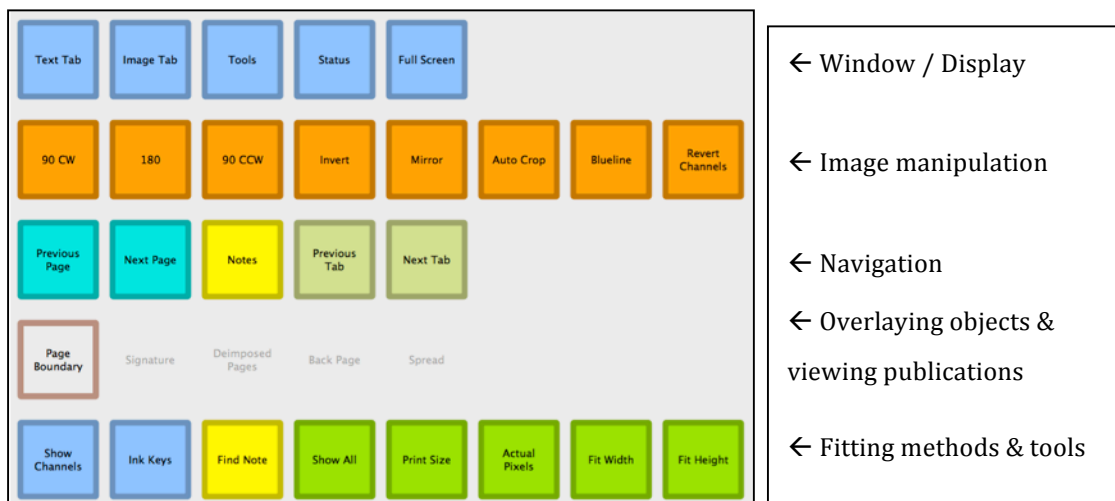 Text Tab
Image Tab
Tools
Status
Full Screen
← Window / Display
90 CW
180
90 CCW
Invert
Mirror
Auto Crop
Blueline
Revert
Channels
← Image manipulation
Previous
Page
Next Page
Notes
Previous
Tab
Next Tab
← Navigation
Page
Boundary
Signature
Deimposed
Pages
Back Page
Spread
← Overlaying objects &
viewing publications
Show
Channels
Ink Keys
Find Note
Show All
Print Size
Actual
Pixels
Fit Width
Fit Height
← Fitting methods & tools